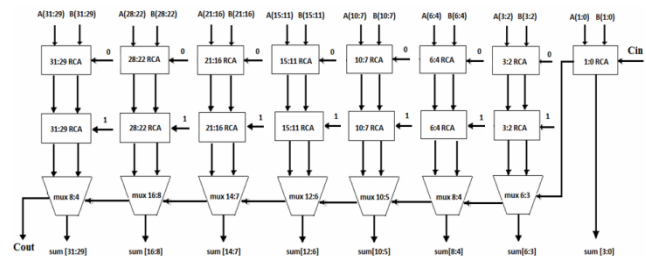 A(31:29) B(31:29) A(28:22) B(28:22) A(21:16) B(21:16) A(15:11) B(15:11) A(10:7) B(10:7) A(6:4) B(6:4) A(3:2) B(3:2) A(1:0) B(1:0)
0 0 0 0 0 0 0 Cin
31:29 RCA 28:22 RCA 21:16 RCA 15:11 RCA 10:7 RCA 6:4 RCA 3:2 RCA 1:0 RCA
1 1 1 1 1 1 1
31:29 RCA 28:22 RCA 21:16 RCA 15:11 RCA 10:7 RCA 6:4 RCA 3:2 RCA
mux 8:4 mux 16:8 mux 14:7 mux 12:6 mux 10:5 mux 8:4 mux 6:3
Cout sum [31:29] sum [16:8] sum [14:7] sum [12:6] sum [10:5] sum [8:4] sum [6:3] sum [3:0]